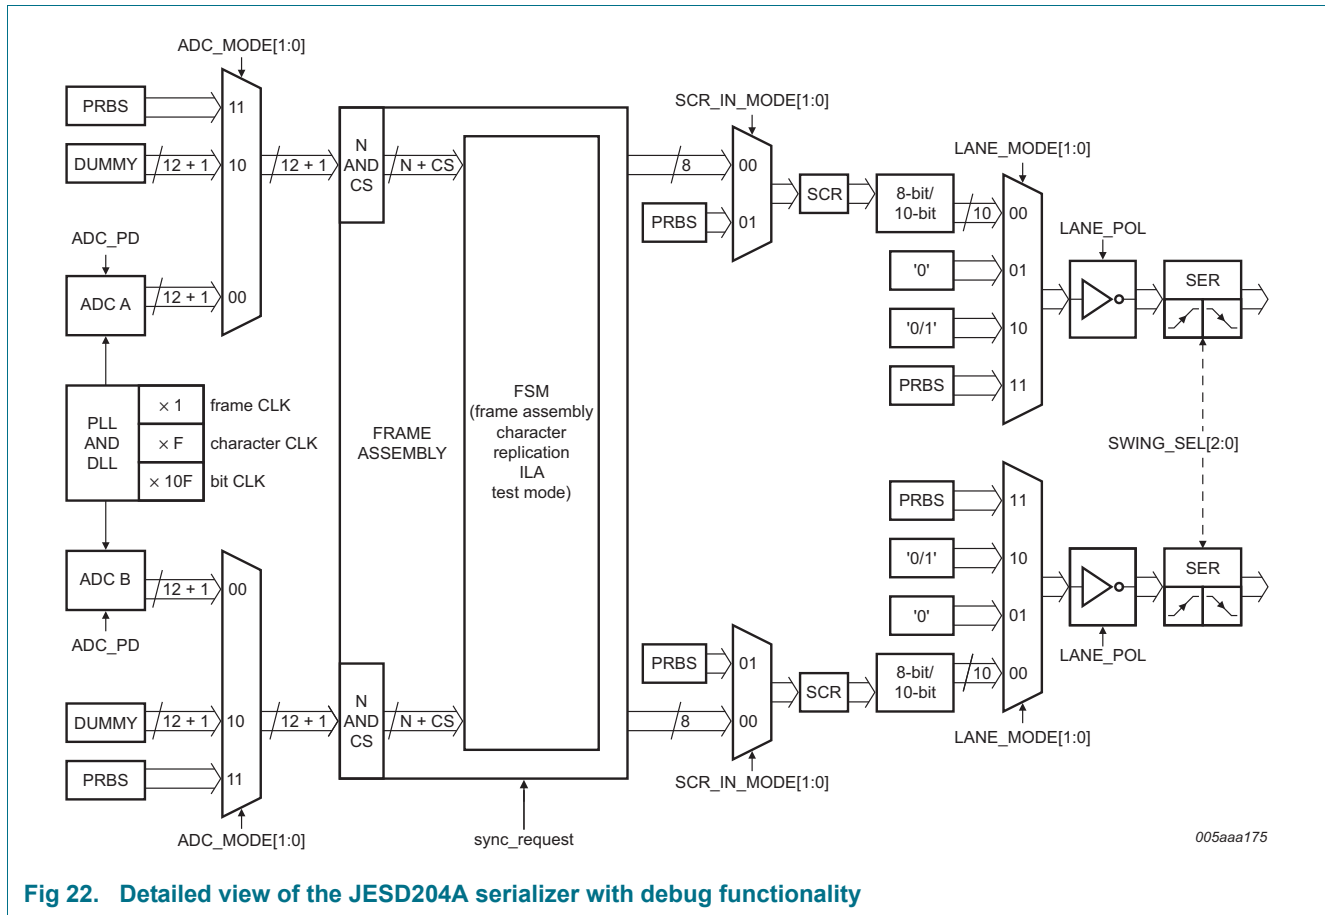 ADC_MODE[1:0]
PRBS
11
DUMMY
12 + 1
10
12 + 1
ADC_PD
ADC A
12 + 1
00
PLL
AND
DLL
× 1
frame CLK
× F
character CLK
× 10F
bit CLK
ADC B
12 + 1
00
ADC_PD
DUMMY
12 + 1
10
12 + 1
PRBS
11
ADC_MODE[1:0]
N
AND
CS
N + CS
FRAME
ASSEMBLY
FSM
(frame assembly
character
replication
ILA
test mode)
N
AND
CS
N + CS
sync_request
SCR_IN_MODE[1:0]
8
00
PRBS
01
SCR
8-bit/
10-bit
10
LANE_MODE[1:0]
00
'0'
01
'0/1'
10
PRBS
11
LANE_POL
SER
SWING_SEL[2:0]
PRBS
11
'0/1'
10
'0'
01
8-bit/
10-bit
10
00
LANE_MODE[1:0]
PRBS
01
8
00
SCR
SCR_IN_MODE[1:0]
SER
LANE_POL
005aaa175
Fig 22. Detailed view of the JESD204A serializer with debug functionality